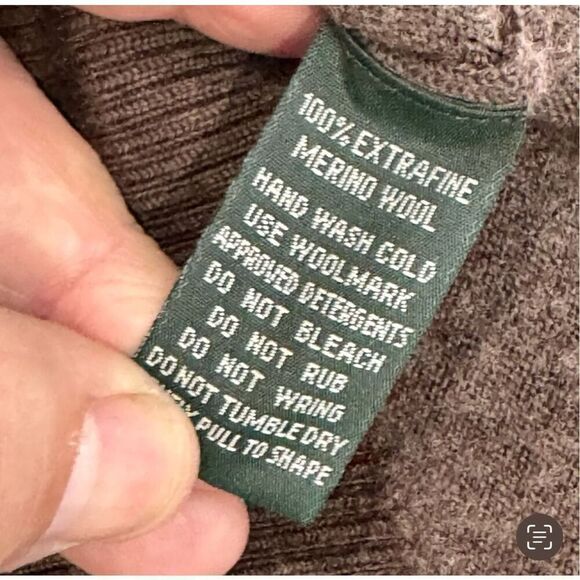 100% EXTRAFINE
MERINO WOOL
HAND WASH COLD
USE WOOLMARK
APPROVED DETERGENTS
DO NOT BLEACH
DO NOT RUB
DO NOT WRING
DO NOT TUMBLE DRY
PULL TO SHAPE